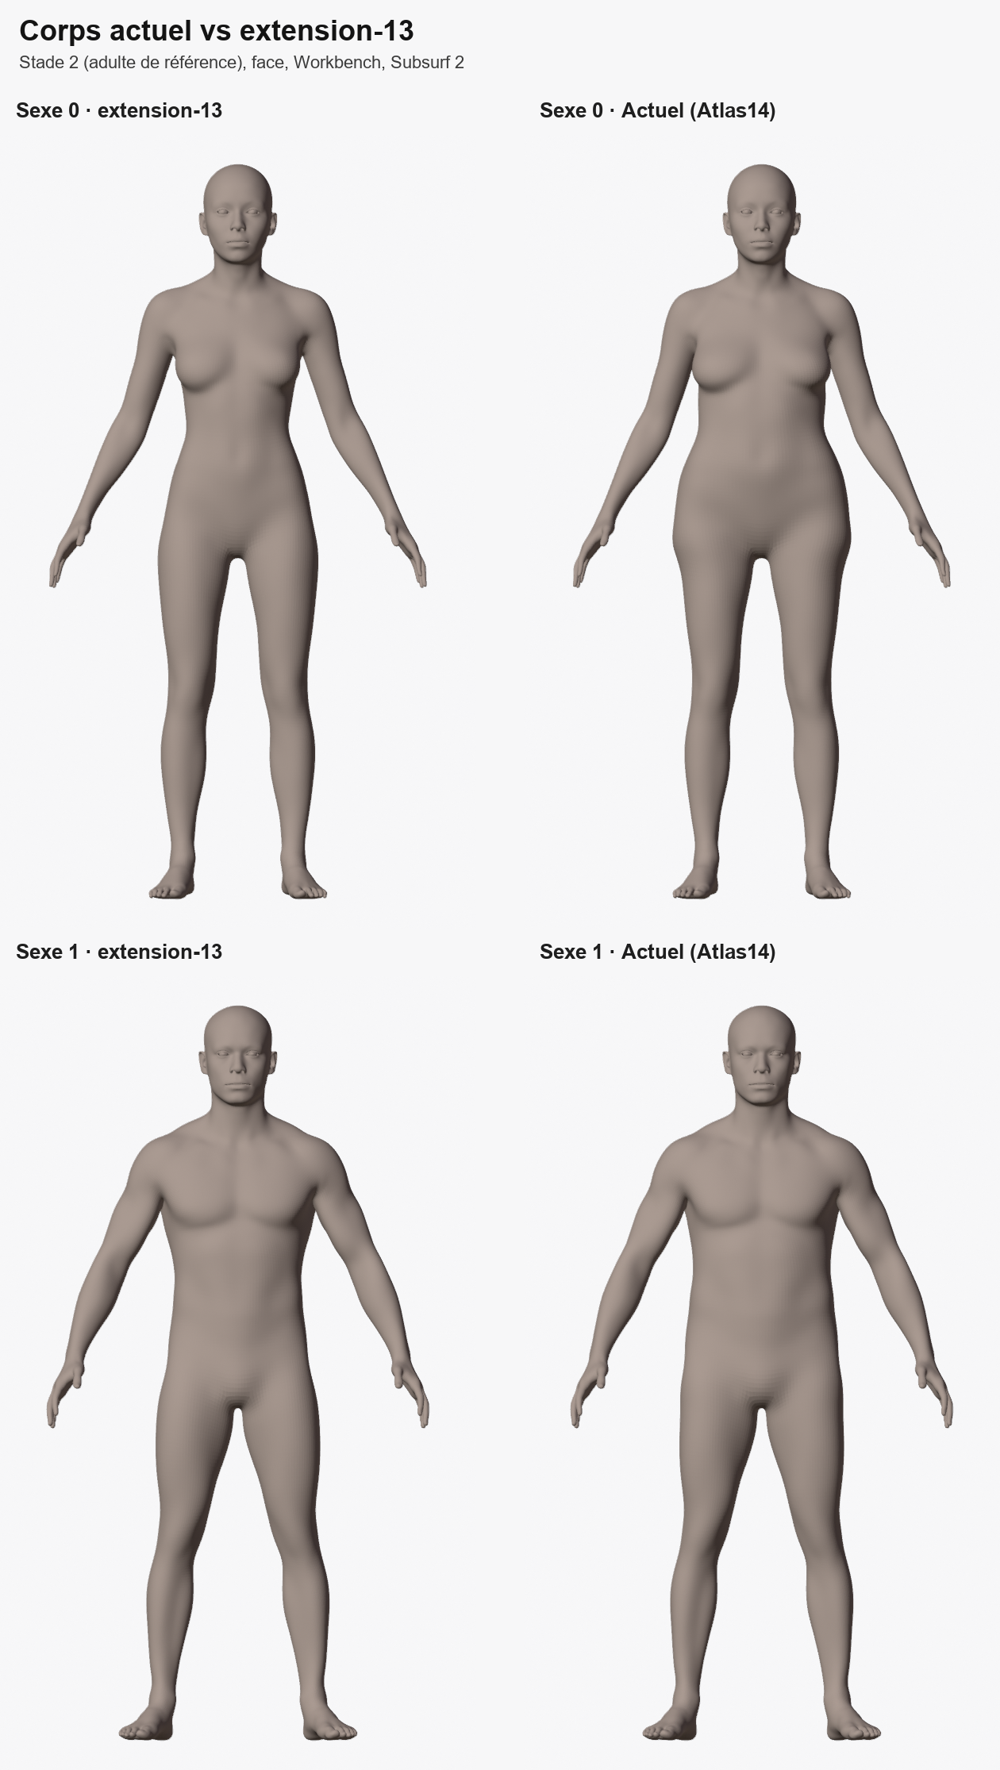 Corps actuel vs extension-13
Stade 2 (adulte de référence), face, Workbench, Subsurf 2
Sexe 0 · extension-13
Sexe 0 · Actuel (Atlas14)
Sexe 1 · extension-13
Sexe 1 · Actuel (Atlas14)